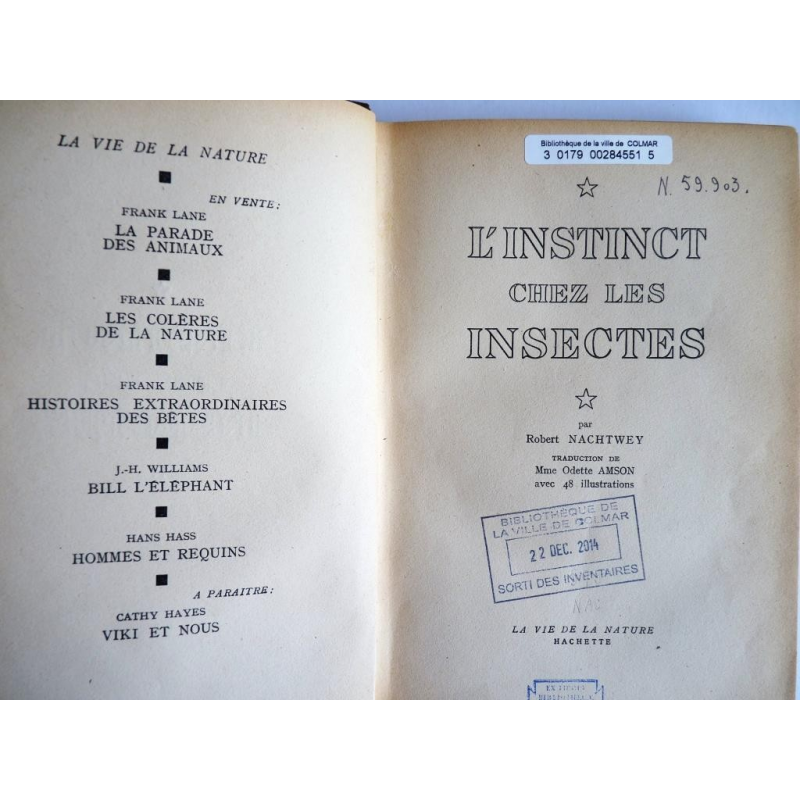 LA VIE DE LA NATURE
EN VENTE :
FRANK LANE
LA PARADE
DES ANIMAUX
FRANK LANE
LES COLÈRES
DE LA NATURE
FRANK LANE
HISTOIRES EXTRAORDINAIRES
DES BÊTES
J.-H. WILLIAMS
BILL L'ÉLÉPHANT
HANS HASS
HOMMES ET REQUINS
A PARAITRE :
CATHY HAYES
VIKI ET NOUS
Bibliothèque de la ville de COLMAR
3 0179 00284551 5
N. 59.903.
L'INSTINCT
CHEZ LES
INSECTES
par
Robert NACHTWEY
TRADUCTION DE
Mme Odette AMSON
avec 48 illustrations
BIBLIOTHÈQUE DE
LA VILLE DE COLMAR
22 DEC. 2014
SORTI DES INVENTAIRES
LA VIE DE LA NATURE
HACHETTE